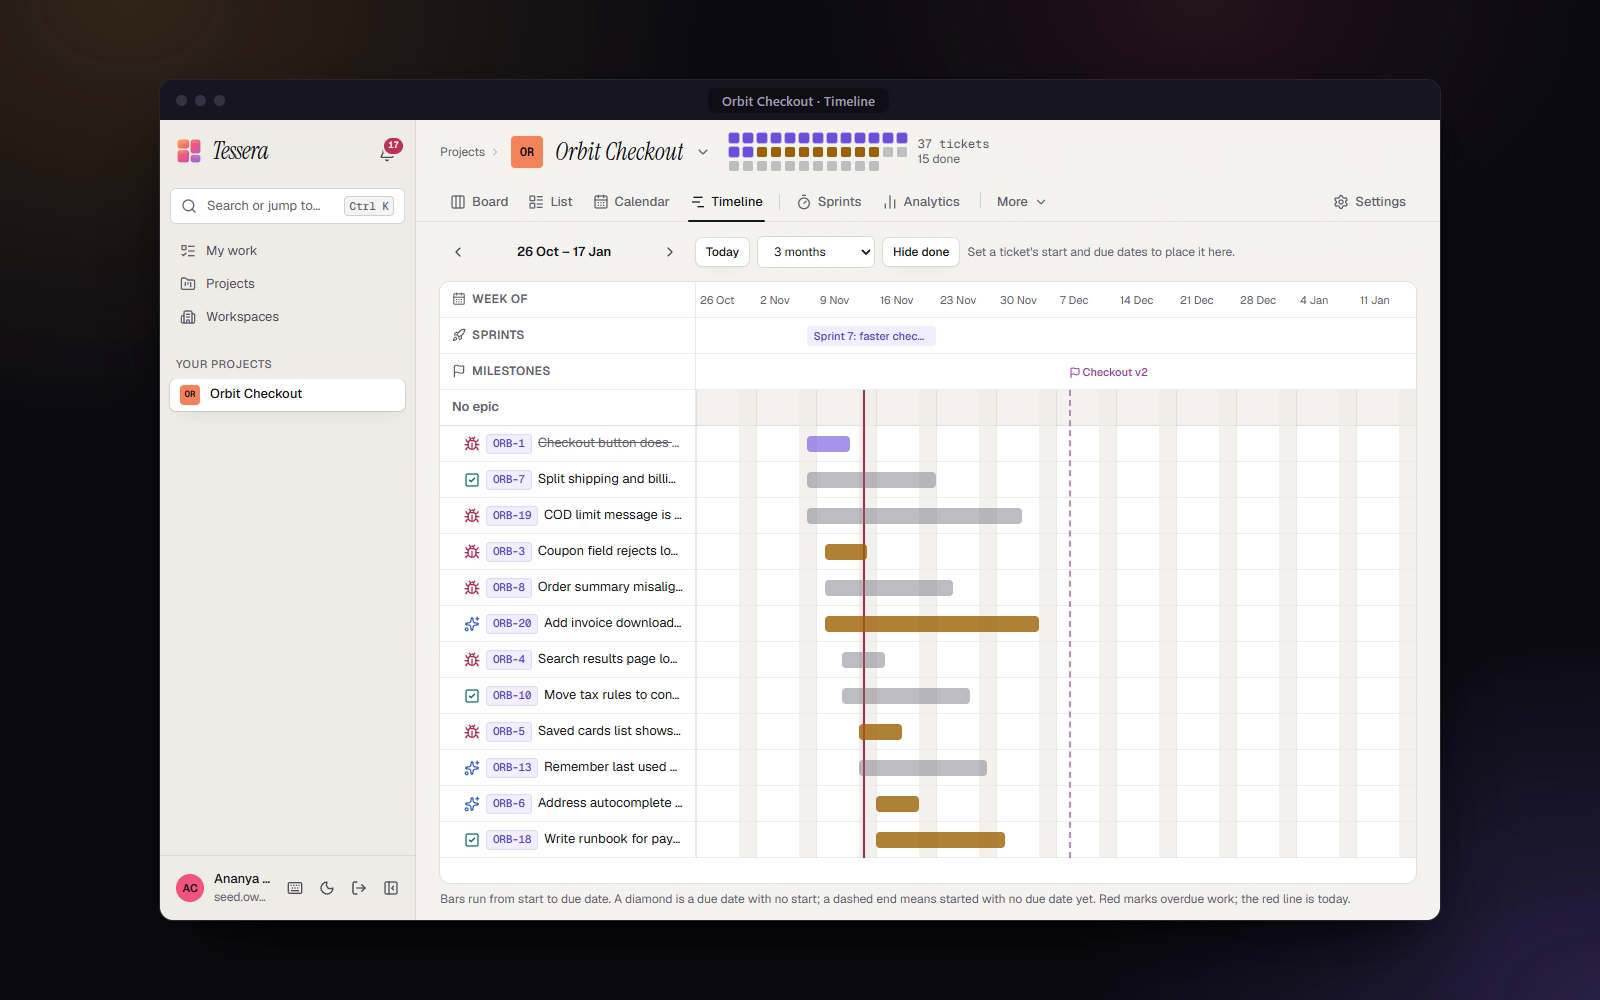 Orbit Checkout · Timeline
Tessera
17
Search or jump to...
Ctrl K
My work
Projects
Workspaces
YOUR PROJECTS
OR Orbit Checkout
AC
Ananya ...
seed.ow...
Projects
OR
Orbit Checkout
37 tickets
15 done
Board
List
Calendar
Timeline
Sprints
Analytics
More
Settings
26 Oct – 17 Jan
Today
3 months
Hide done
Set a ticket's start and due dates to place it here.
WEEK OF
26 Oct
2 Nov
9 Nov
16 Nov
23 Nov
30 Nov
7 Dec
14 Dec
21 Dec
28 Dec
4 Jan
11 Jan
SPRINTS
Sprint 7: faster chec...
MILESTONES
Checkout v2
No epic
ORB-1 Checkout button does ...
ORB-7 Split shipping and billi...
ORB-19 COD limit message is ...
ORB-3 Coupon field rejects lo...
ORB-8 Order summary misalig...
ORB-20 Add invoice download...
ORB-4 Search results page lo...
ORB-10 Move tax rules to con...
ORB-5 Saved cards list shows...
ORB-13 Remember last used ...
ORB-6 Address autocomplete ...
ORB-18 Write runbook for pay...
Bars run from start to due date. A diamond is a due date with no start; a dashed end means started with no due date yet. Red marks overdue work; the red line is today.